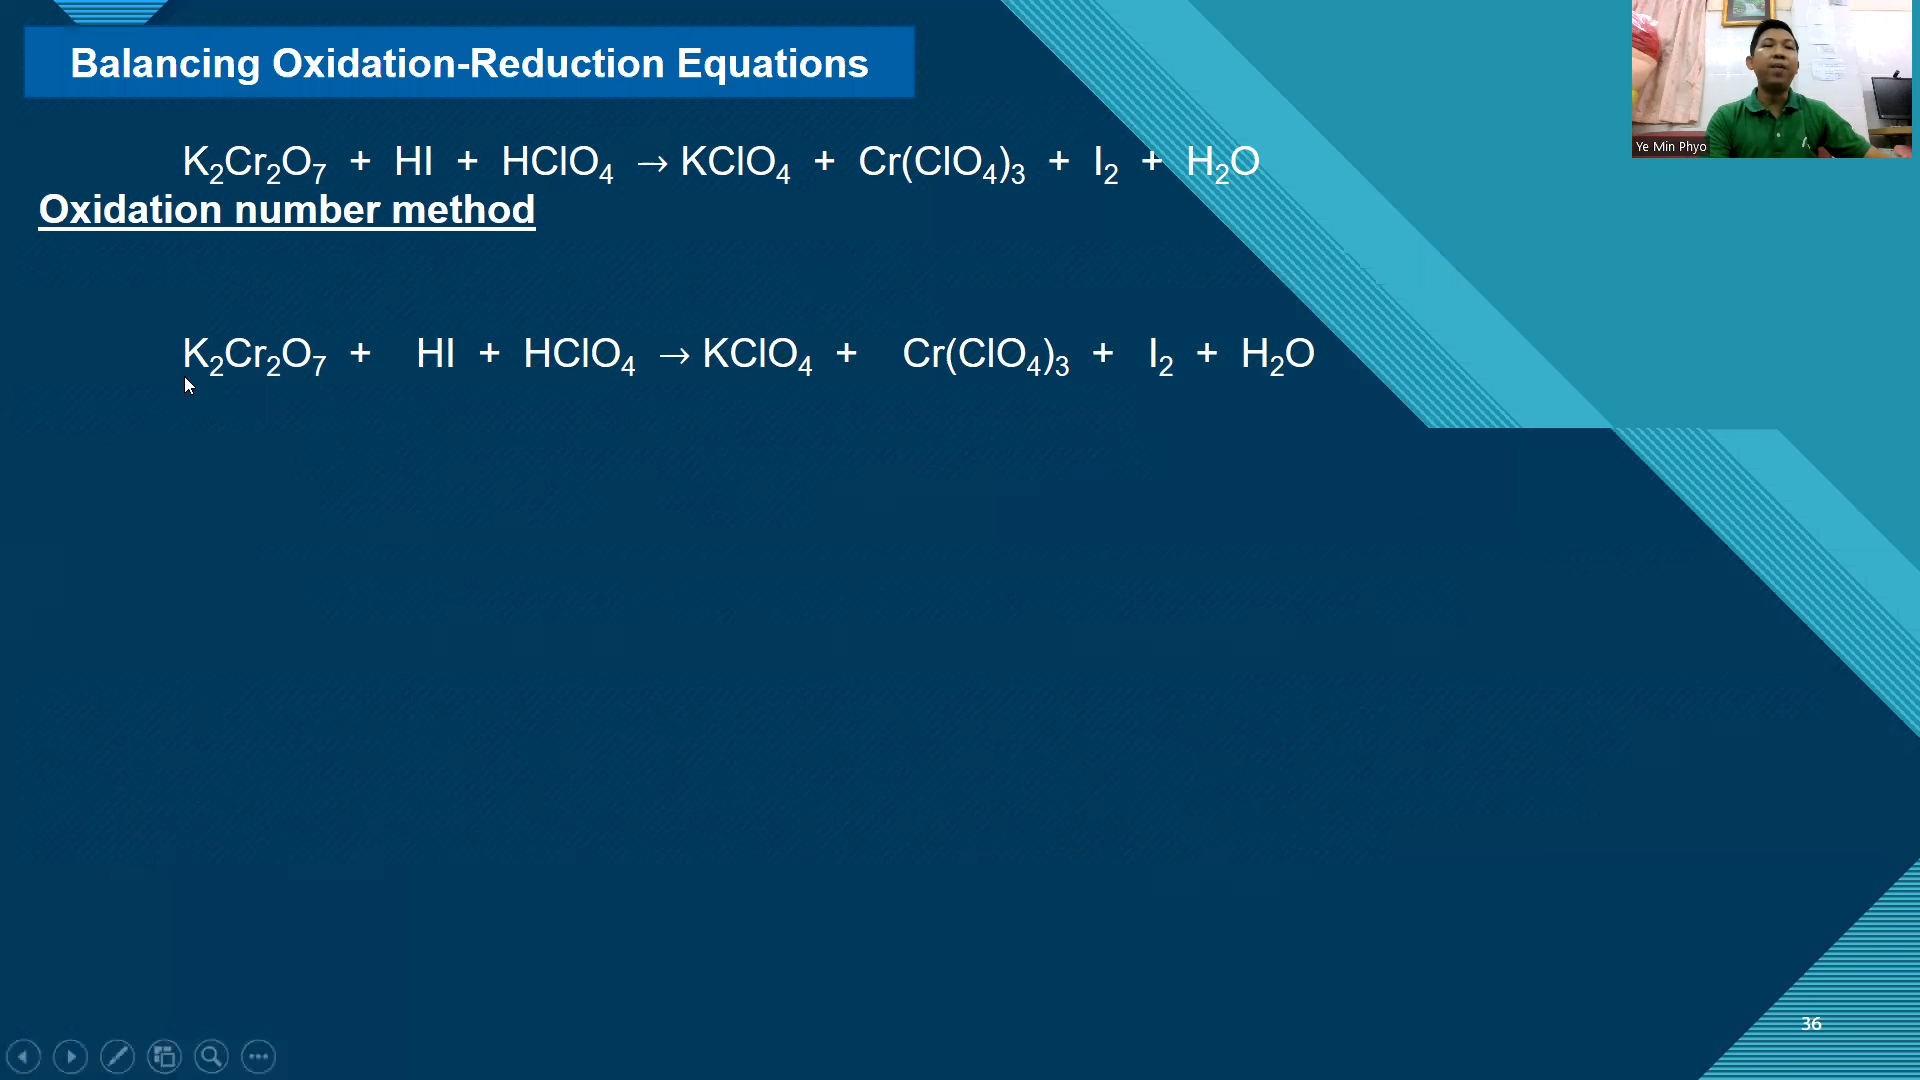 Balancing Oxidation-Reduction Equations
K₂Cr₂O₇ + HI + HClO₄ → KClO₄ + Cr(ClO₄)₃ + I₂ + H₂O
Oxidation number method
K₂Cr₂O₇ + HI + HClO₄ → KClO₄ + Cr(ClO₄)₃ + I₂ + H₂O
Ye Min Phyo
36